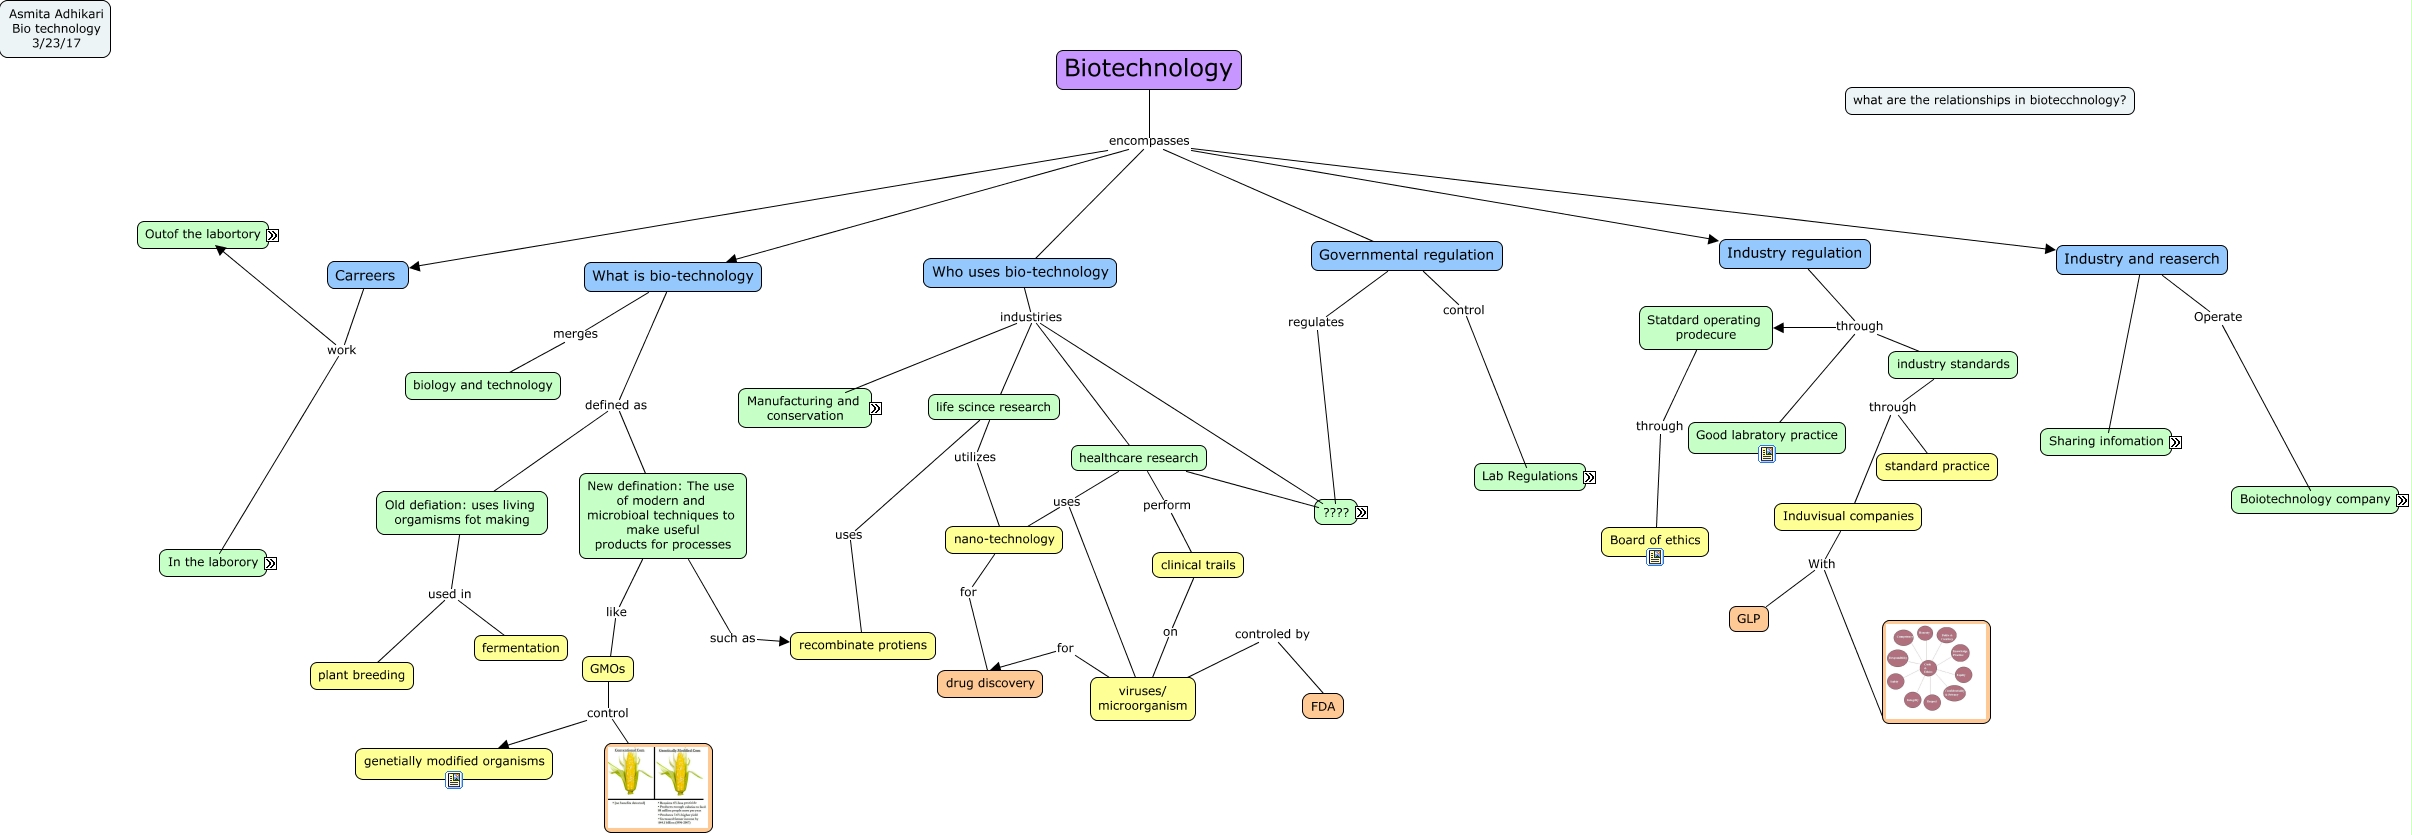 Asmita Adhikari
Bio technology
3/23/17
Biotechnology
what are the relationships in biotecchnology?
encompasses
Outof the labortory
Carreers
What is bio-technology
Who uses bio-technology
Governmental regulation
Industry regulation
Industry and reaserch
work
merges
industiries
regulates
control
Statdard operating
prodecure
through
Operate
biology and technology
defined as
Manufacturing and
conservation
life scince research
industry standards
through
through
Good labratory practice
Sharing infomation
utilizes
healthcare research
standard practice
Lab Regulations
Boiotechnology company
Old defiation: uses living
orgamisms fot making
New defination: The use
of modern and
microbioal techniques to
make useful
products for processes
uses
perform
????
Induvisual companies
uses
nano-technology
Board of ethics
In the laborory
clinical trails
With
used in
like
for
GLP
such as
recombinate protiens
on
controled by
fermentation
plant breeding
GMOs
for
drug discovery
viruses/
microorganism
FDA
control
genetially modified organisms
Conventional Corn
Genetically Modified Corn